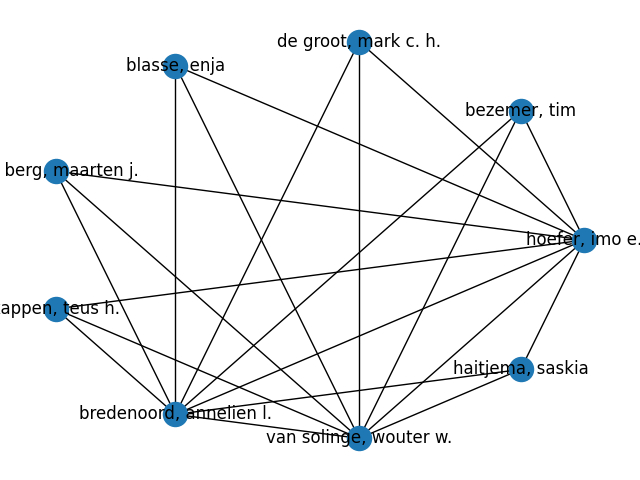 de groot, mark c. h.
blasse, enja
bezemer, tim
berg, maarten j.
hoefer, imo e.
teus h.
haitjema, saskia
bredenoord, annelien l.
van solinge, wouter w.